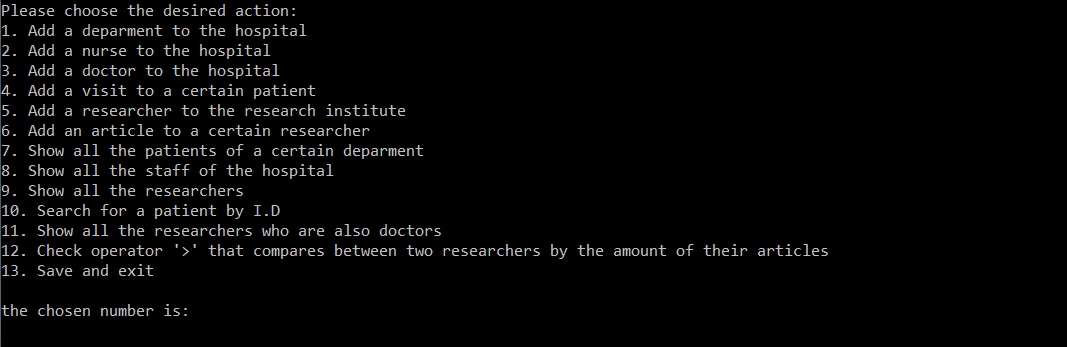 Please choose the desired action:
1. Add a deparment to the hospital
2. Add a nurse to the hospital
3. Add a doctor to the hospital
4. Add a visit to a certain patient
5. Add a researcher to the research institute
6. Add an article to a certain researcher
7. Show all the patients of a certain deparment
8. Show all the staff of the hospital
9. Show all the researchers
10. Search for a patient by I.D
11. Show all the researchers who are also doctors
12. Check operator '>' that compares between two researchers by the amount of their articles
13. Save and exit
the chosen number is: